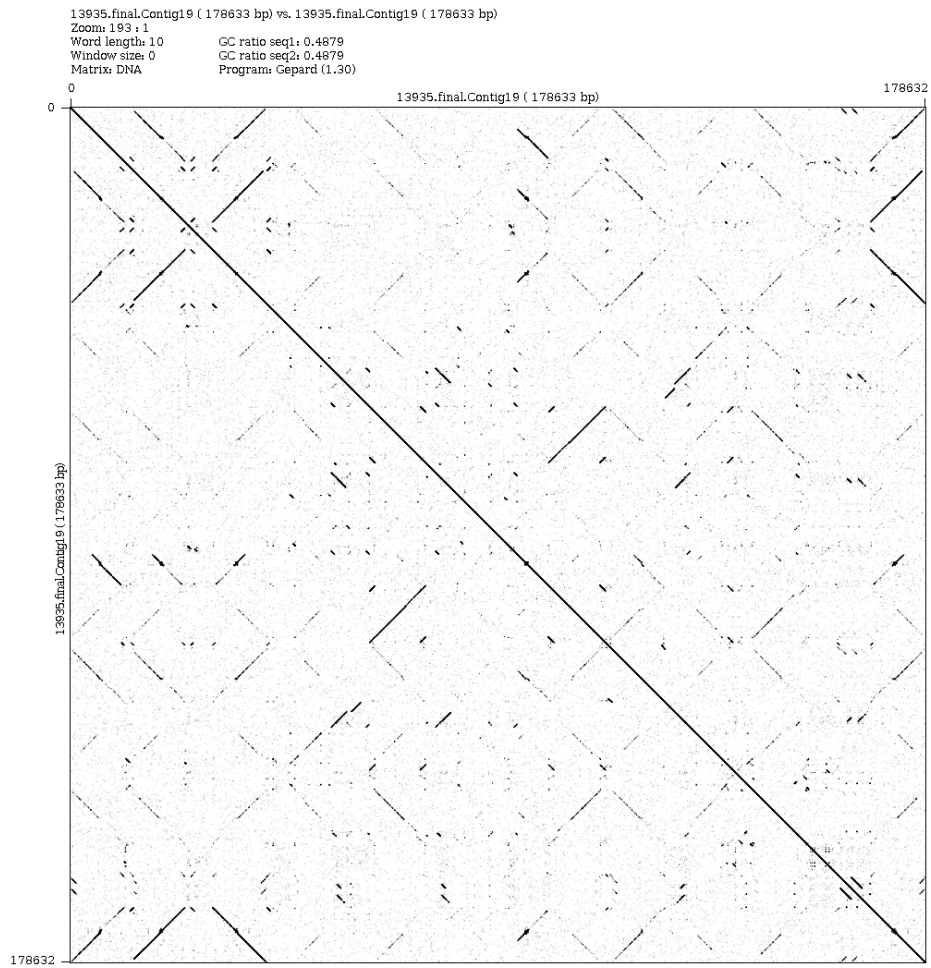 13935.final.Contig19 ( 178633 bp) vs. 13935.final.Contig19 ( 178633 bp)
Zoom: 193 : 1
Word length: 10 GC ratio seq1: 0.4879
Window size: 0 GC ratio seq2: 0.4879
Matrix: DNA Program: Gepard (1.30)
0 178632
13935.final.Contig19 ( 178633 bp)
0
13935.final.Contig19 ( 178633 bp)
178632